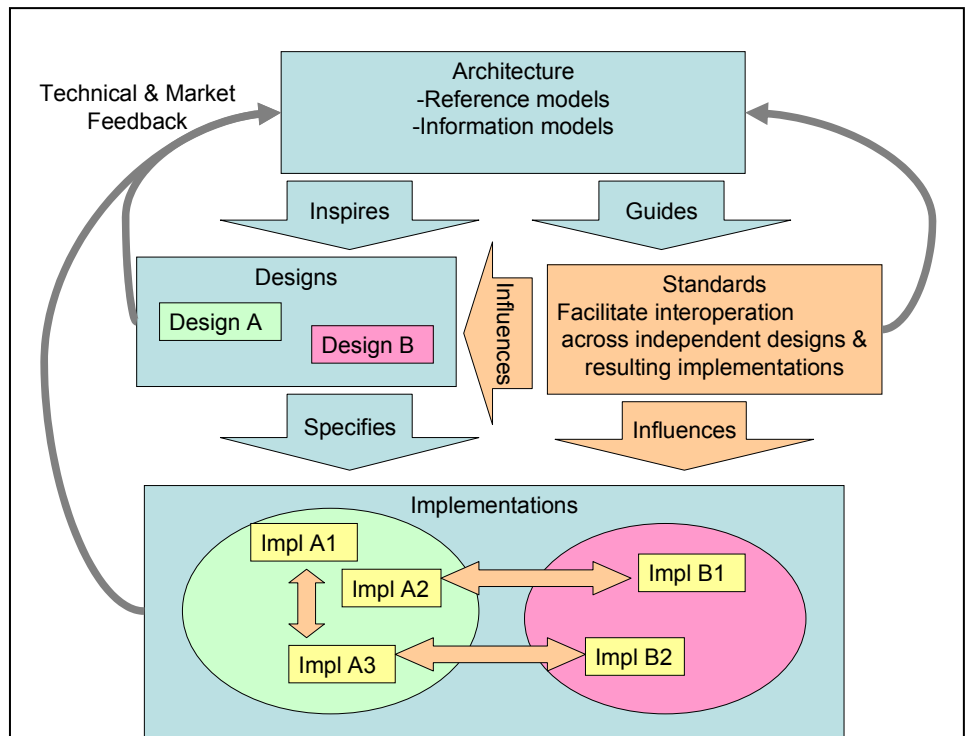 Technical & Market
Feedback
Architecture
-Reference models
-Information models
Inspires
Guides
Designs
Design A
Design B
Influences
Standards
Facilitate interoperation
across independent designs &
resulting implementations
Specifies
Influences
Implementations
Impl A1
Impl A2
Impl A3
Impl B1
Impl B2